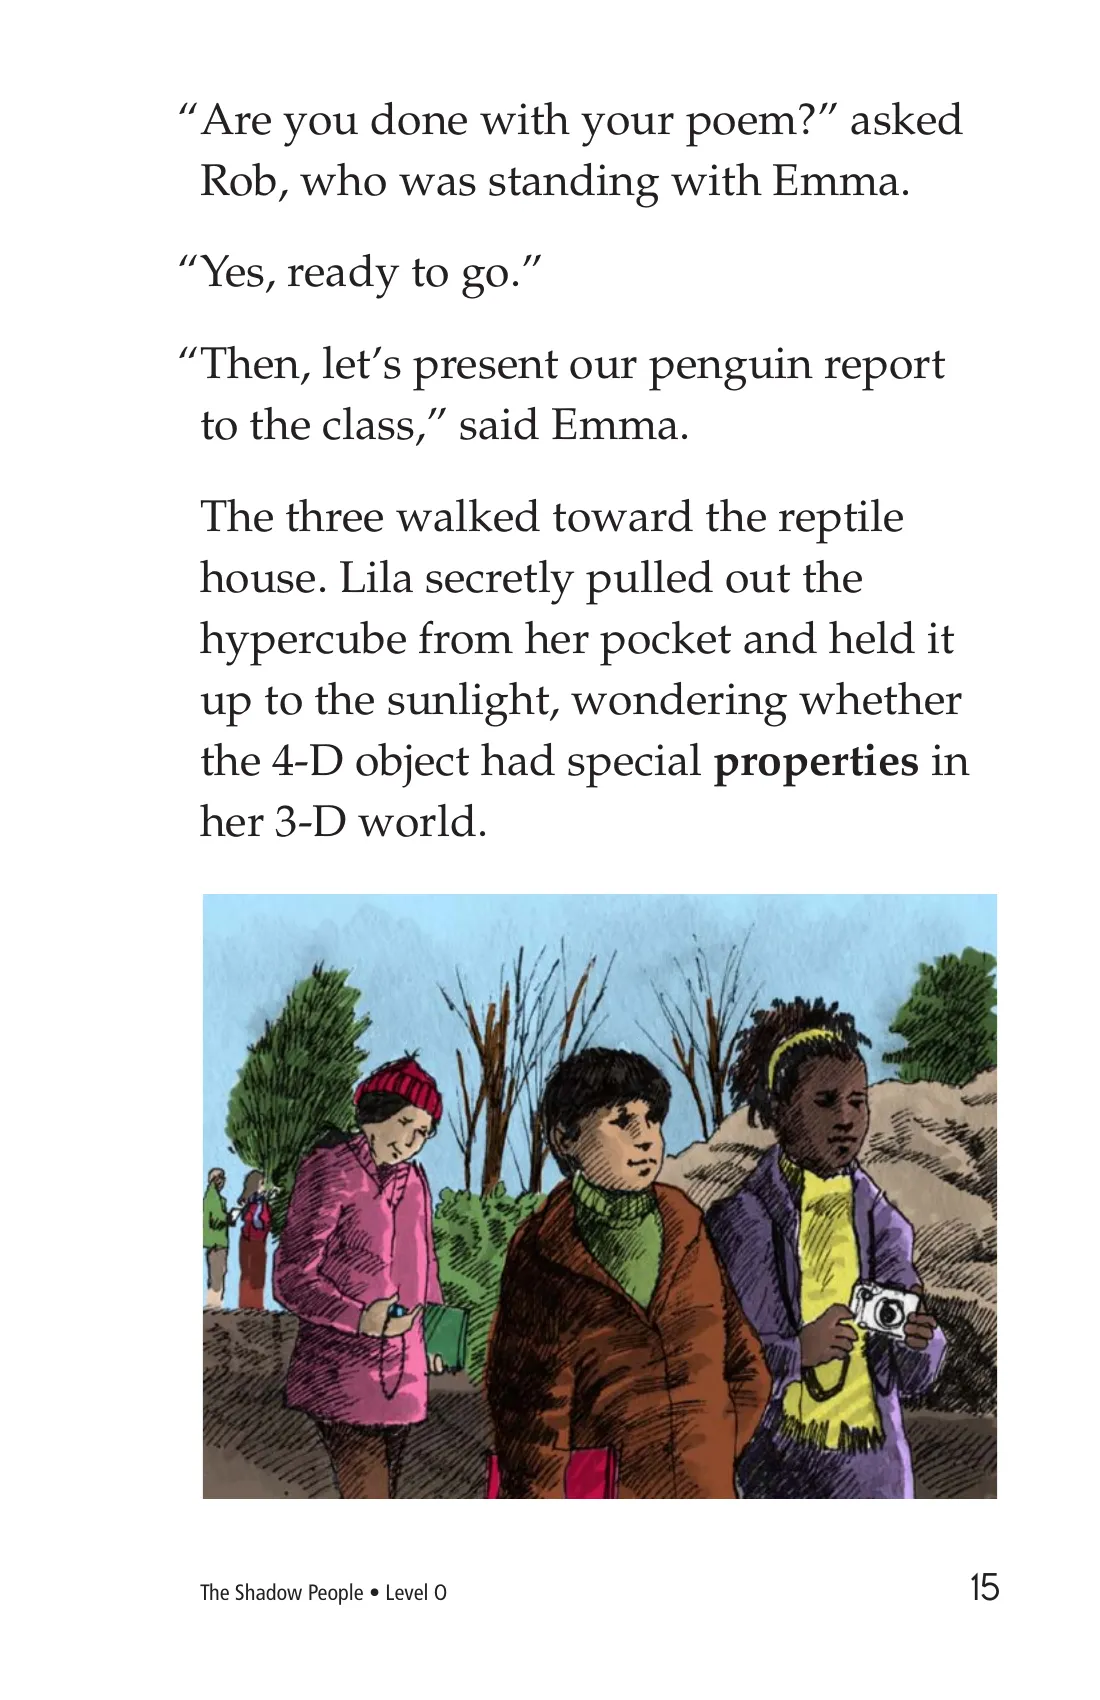 “Are you done with your poem?” asked
Rob, who was standing with Emma.
“Yes, ready to go.”
“Then, let’s present our penguin report
to the class,” said Emma.
The three walked toward the reptile
house. Lila secretly pulled out the
hypercube from her pocket and held it
up to the sunlight, wondering whether
the 4-D object had special properties in
her 3-D world.
The Shadow People • Level O
15